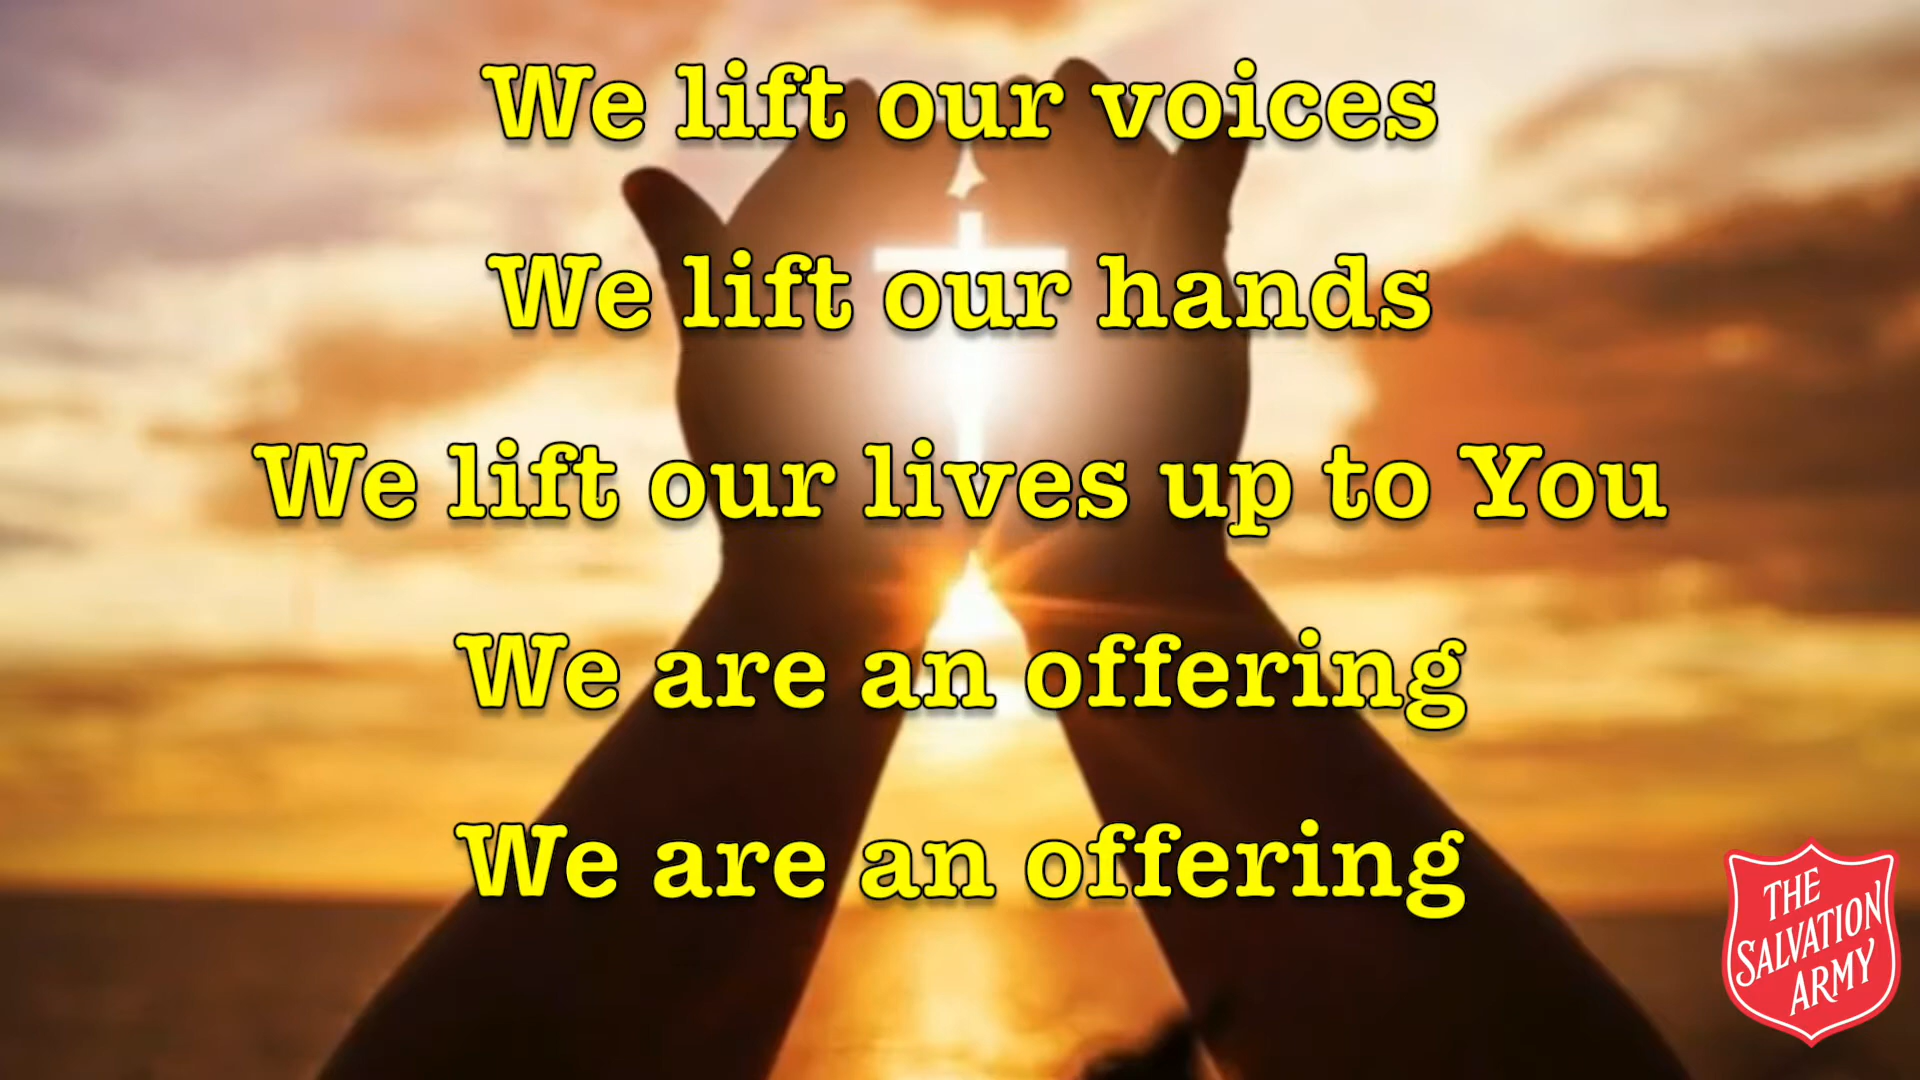 We lift our voices
We lift our hands
We lift our lives up to You
We are an offering
We are an offering
THE
SALVATION
ARMY